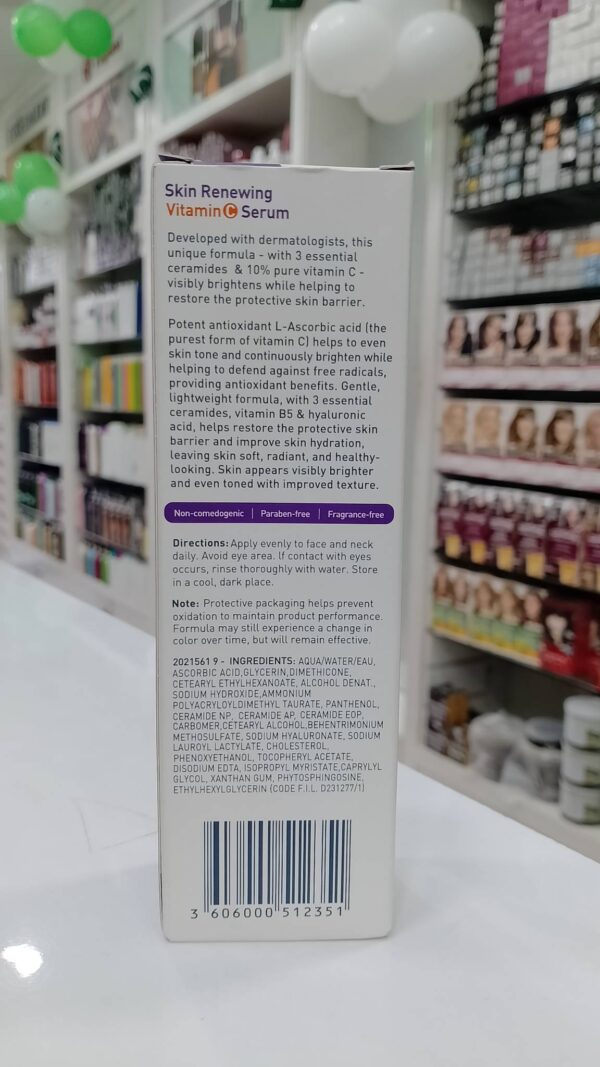 Skin Renewing
Vitamin C Serum
Developed with dermatologists, this
unique formula - with 3 essential
ceramides & 10% pure vitamin C -
visibly brightens while helping to
restore the protective skin barrier.
Potent antioxidant L-Ascorbic acid (the
purest form of vitamin C) helps to even
skin tone and continuously brighten while
helping to defend against free radicals,
providing antioxidant benefits. Gentle,
lightweight formula, with 3 essential
ceramides, vitamin B5 & hyaluronic
acid, helps restore the protective skin
barrier and improve skin hydration,
leaving skin soft, radiant, and healthy-
looking. Skin appears visibly brighter
and even toned with improved texture.
Non-comedogenic | Paraben-free | Fragrance-free
Directions: Apply evenly to face and neck
daily. Avoid eye area. If contact with eyes
occurs, rinse thoroughly with water. Store
in a cool, dark place.
Note: Protective packaging helps prevent
oxidation to maintain product performance.
Formula may still experience a change in
color over time, but will remain effective.
2021561 9 - INGREDIENTS: AQUA/WATER/EAU,
ASCORBIC ACID,GLYCERIN,DIMETHICONE,
CETEARYL ETHYLHEXANOATE, ALCOHOL DENAT.,
SODIUM HYDROXIDE,AMMONIUM
POLYACRYLOYLDIMETHYL TAURATE, PANTHENOL,
CERAMIDE NP, CERAMIDE AP, CERAMIDE EOP,
CARBOMER,CETEARYL ALCOHOL,BEHENTRIMONIUM
METHOSULFATE, SODIUM HYALURONATE, SODIUM
LAUROYL LACTYLATE, CHOLESTEROL,
PHENOXYETHANOL, TOCOPHERYL ACETATE,
DISODIUM EDTA, ISOPROPYL MYRISTATE,CAPRYLYL
GLYCOL, XANTHAN GUM, PHYTOSPHINGOSINE,
ETHYLHEXYLGLYCERIN (CODE F.I.L. D231277/1)
3 606000 512351